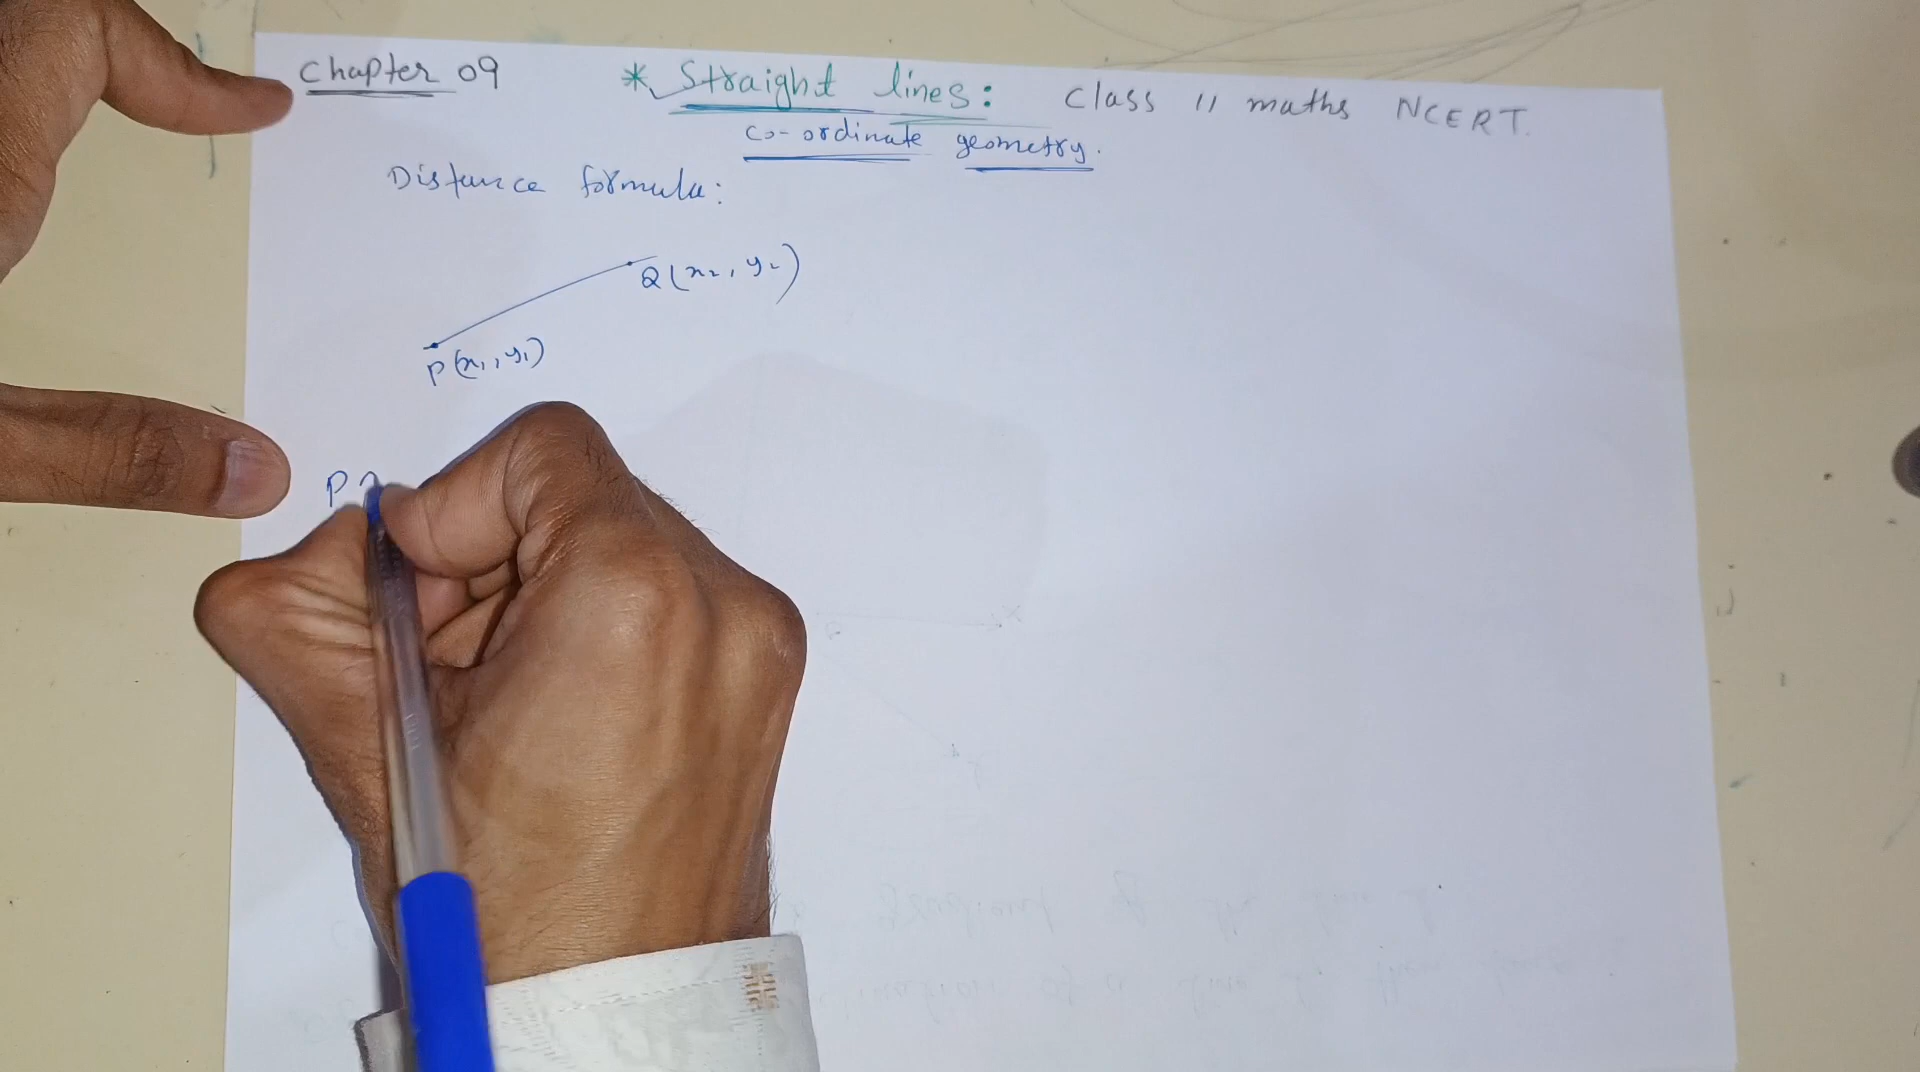 Chapter 09 * Straight lines: Class 11 maths NCERT.
co-ordinate geometry.
Distance formula:
Q(x₂, y₂)
P(x₁, y₁)
P